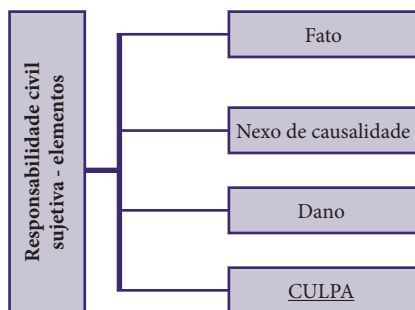 Responsabilidade civil
sujetiva - elementos
Fato
Nexo de causalidade
Dano
CULPA